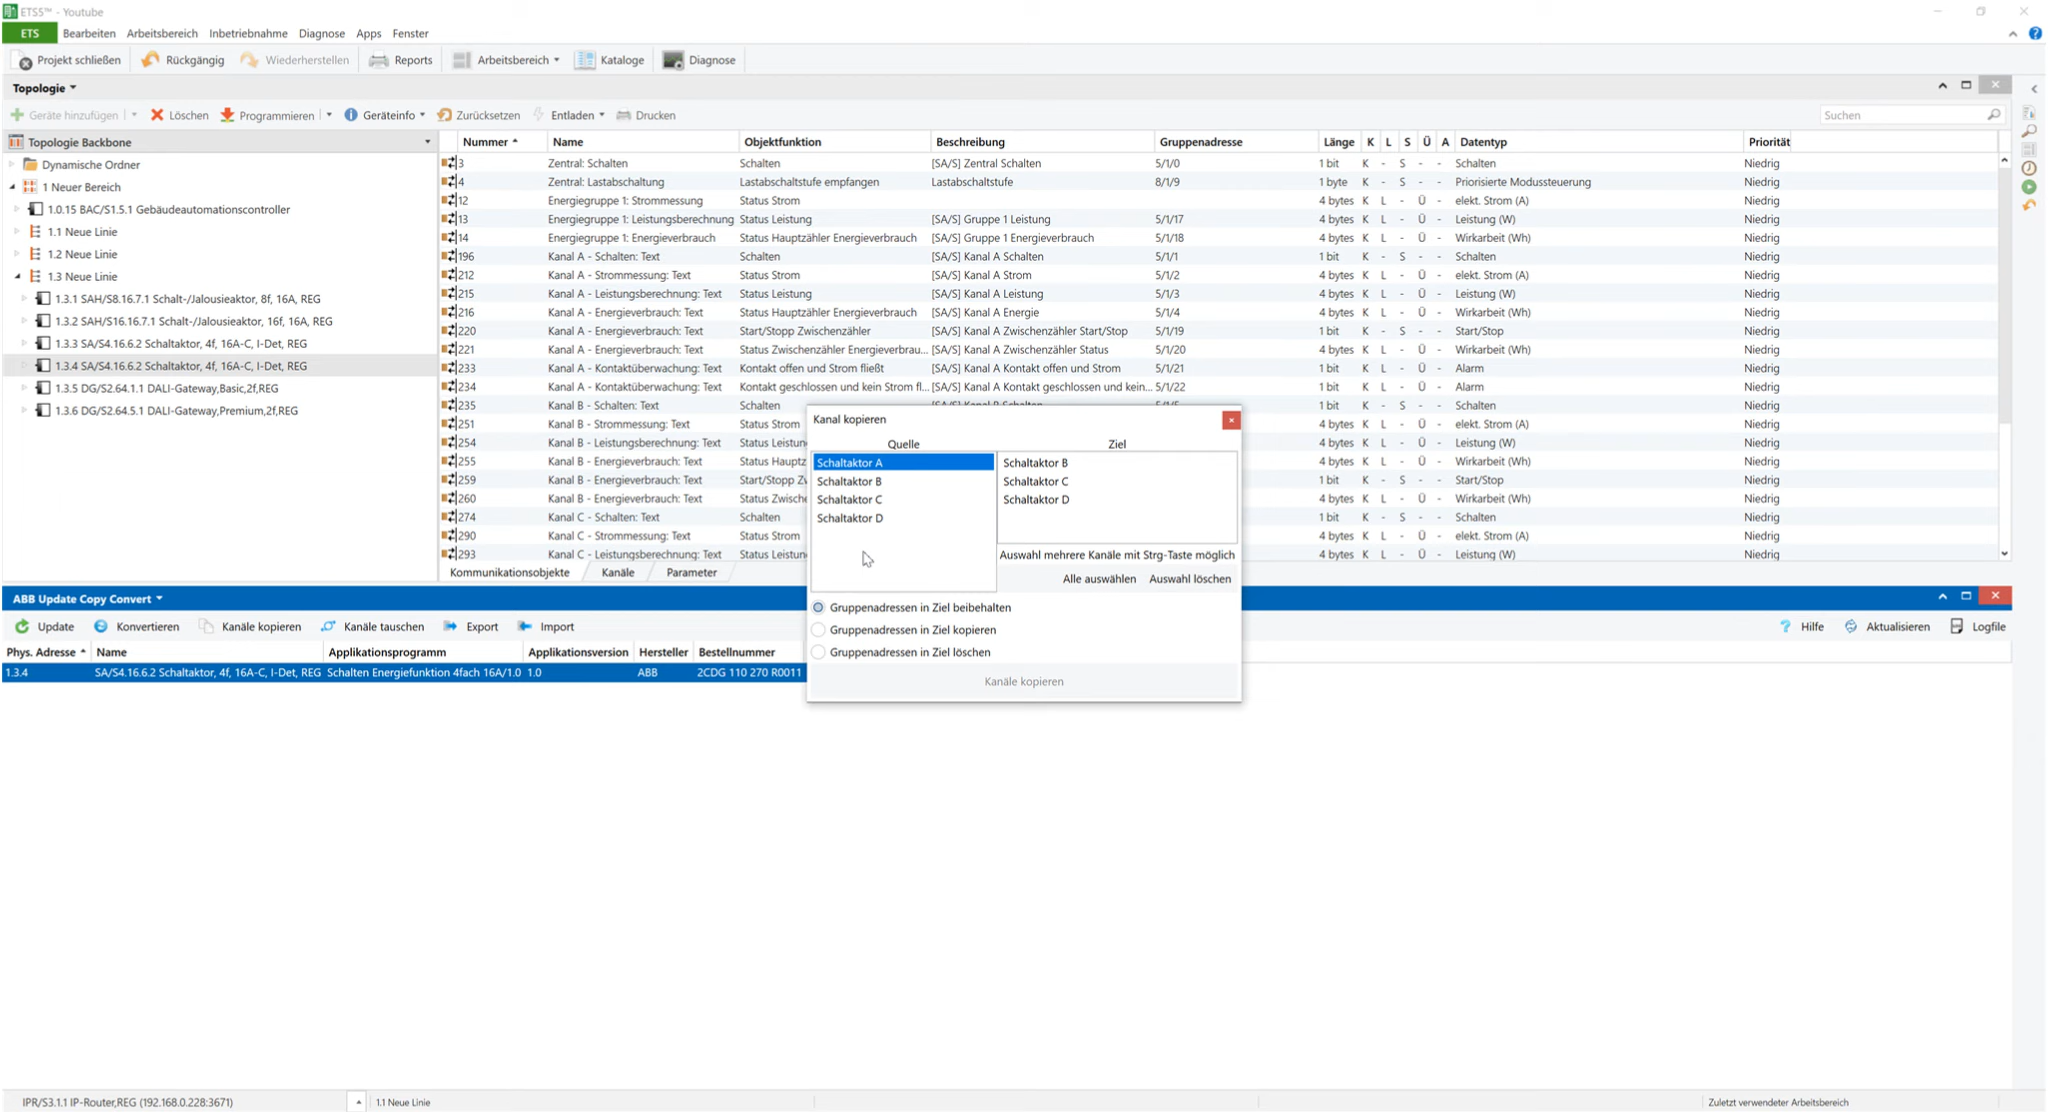 ETS5™ - Youtube
ETS Bearbeiten Arbeitsbereich Inbetriebnahme Diagnose Apps Fenster
Projekt schließen Rückgängig Wiederherstellen Reports Arbeitsbereich Kataloge Diagnose
Topologie
Geräte hinzufügen Löschen Programmieren Geräteinfo Zurücksetzen Entladen Drucken Suchen
Topologie Backbone
Dynamische Ordner
1 Neuer Bereich
1.0.15 BAC/S1.5.1 Gebäudeautomationscontroller
1.1 Neue Linie
1.2 Neue Linie
1.3 Neue Linie
1.3.1 SAH/S8.16.7.1 Schalt-/Jalousieaktor, 8f, 16A, REG
1.3.2 SAH/S16.16.7.1 Schalt-/Jalousieaktor, 16f, 16A, REG
1.3.3 SA/S4.16.6.2 Schaltaktor, 4f, 16A-C, I-Det, REG
1.3.4 SA/S4.16.6.2 Schaltaktor, 4f, 16A-C, I-Det, REG
1.3.5 DG/S2.64.1.1 DALI-Gateway,Basic,2f,REG
1.3.6 DG/S2.64.5.1 DALI-Gateway,Premium,2f,REG
Nummer Name Objektfunktion Beschreibung Gruppenadresse Länge K L S Ü A Datentyp Priorität
3 Zentral: Schalten Schalten [SA/S] Zentral Schalten 5/1/0 1 bit K - S - - Schalten Niedrig
4 Zentral: Lastabschaltung Lastabschaltstufe empfangen Lastabschaltstufe 8/1/9 1 byte K - S - - Priorisierte Modussteuerung Niedrig
12 Energiegruppe 1: Strommessung Status Strom 4 bytes K L - Ü - elekt. Strom (A) Niedrig
13 Energiegruppe 1: Leistungsberechnung Status Leistung [SA/S] Gruppe 1 Leistung 5/1/17 4 bytes K L - Ü - Leistung (W) Niedrig
14 Energiegruppe 1: Energieverbrauch Status Hauptzähler Energieverbrauch [SA/S] Gruppe 1 Energieverbrauch 5/1/18 4 bytes K L - Ü - Wirkarbeit (Wh) Niedrig
196 Kanal A - Schalten: Text Schalten [SA/S] Kanal A Schalten 5/1/1 1 bit K - S - - Schalten Niedrig
212 Kanal A - Strommessung: Text Status Strom [SA/S] Kanal A Strom 5/1/2 4 bytes K L - Ü - elekt. Strom (A) Niedrig
215 Kanal A - Leistungsberechnung: Text Status Leistung [SA/S] Kanal A Leistung 5/1/3 4 bytes K L - Ü - Leistung (W) Niedrig
216 Kanal A - Energieverbrauch: Text Status Hauptzähler Energieverbrauch [SA/S] Kanal A Energie 5/1/4 4 bytes K L - Ü - Wirkarbeit (Wh) Niedrig
220 Kanal A - Energieverbrauch: Text Start/Stopp Zwischenzähler [SA/S] Kanal A Zwischenzähler Start/Stop 5/1/19 1 bit K - S - - Start/Stop Niedrig
221 Kanal A - Energieverbrauch: Text Status Zwischenzähler Energieverbrau... [SA/S] Kanal A Zwischenzähler Status 5/1/20 4 bytes K L - Ü - Wirkarbeit (Wh) Niedrig
233 Kanal A - Kontaktüberwachung: Text Kontakt offen und Strom fließt [SA/S] Kanal A Kontakt offen und Strom 5/1/21 1 bit K L - Ü - Alarm Niedrig
234 Kanal A - Kontaktüberwachung: Text Kontakt geschlossen und kein Strom fl... [SA/S] Kanal A Kontakt geschlossen und kein... 5/1/22 1 bit K L - Ü - Alarm Niedrig
235 Kanal B - Schalten: Text Schalten [SA/S] Kanal B Schalten 5/1/5 1 bit K - S - - Schalten Niedrig
251 Kanal B - Strommessung: Text Status Strom 4 bytes K L - Ü - elekt. Strom (A) Niedrig
254 Kanal B - Leistungsberechnung: Text Status Leistun 4 bytes K L - Ü - Leistung (W) Niedrig
255 Kanal B - Energieverbrauch: Text Status Hauptz 4 bytes K L - Ü - Wirkarbeit (Wh) Niedrig
259 Kanal B - Energieverbrauch: Text Start/Stopp Zv 1 bit K - S - - Start/Stop Niedrig
260 Kanal B - Energieverbrauch: Text Status Zwische 4 bytes K L - Ü - Wirkarbeit (Wh) Niedrig
274 Kanal C - Schalten: Text Schalten 1 bit K - S - - Schalten Niedrig
290 Kanal C - Strommessung: Text Status Strom 4 bytes K L - Ü - elekt. Strom (A) Niedrig
293 Kanal C - Leistungsberechnung: Text Status Leistun 4 bytes K L - Ü - Leistung (W) Niedrig
Kommunikationsobjekte Kanäle Parameter
Kanal kopieren
Quelle Ziel
Schaltaktor A Schaltaktor B
Schaltaktor B Schaltaktor C
Schaltaktor C Schaltaktor D
Schaltaktor D
Auswahl mehrere Kanäle mit Strg-Taste möglich
Alle auswählen Auswahl löschen
Gruppenadressen in Ziel beibehalten
Gruppenadressen in Ziel kopieren
Gruppenadressen in Ziel löschen
Kanäle kopieren
ABB Update Copy Convert
Update Konvertieren Kanäle kopieren Kanäle tauschen Export Import Hilfe Aktualisieren Logfile
Phys. Adresse Name Applikationsprogramm Applikationsversion Hersteller Bestellnummer
1.3.4 SA/S4.16.6.2 Schaltaktor, 4f, 16A-C, I-Det, REG Schalten Energiefunktion 4fach 16A/1.0 1.0 ABB 2CDG 110 270 R0011
IPR/S3.1.1 IP-Router,REG (192.168.0.228:3671) 1.1 Neue Linie Zuletzt verwendeter Arbeitsbereich